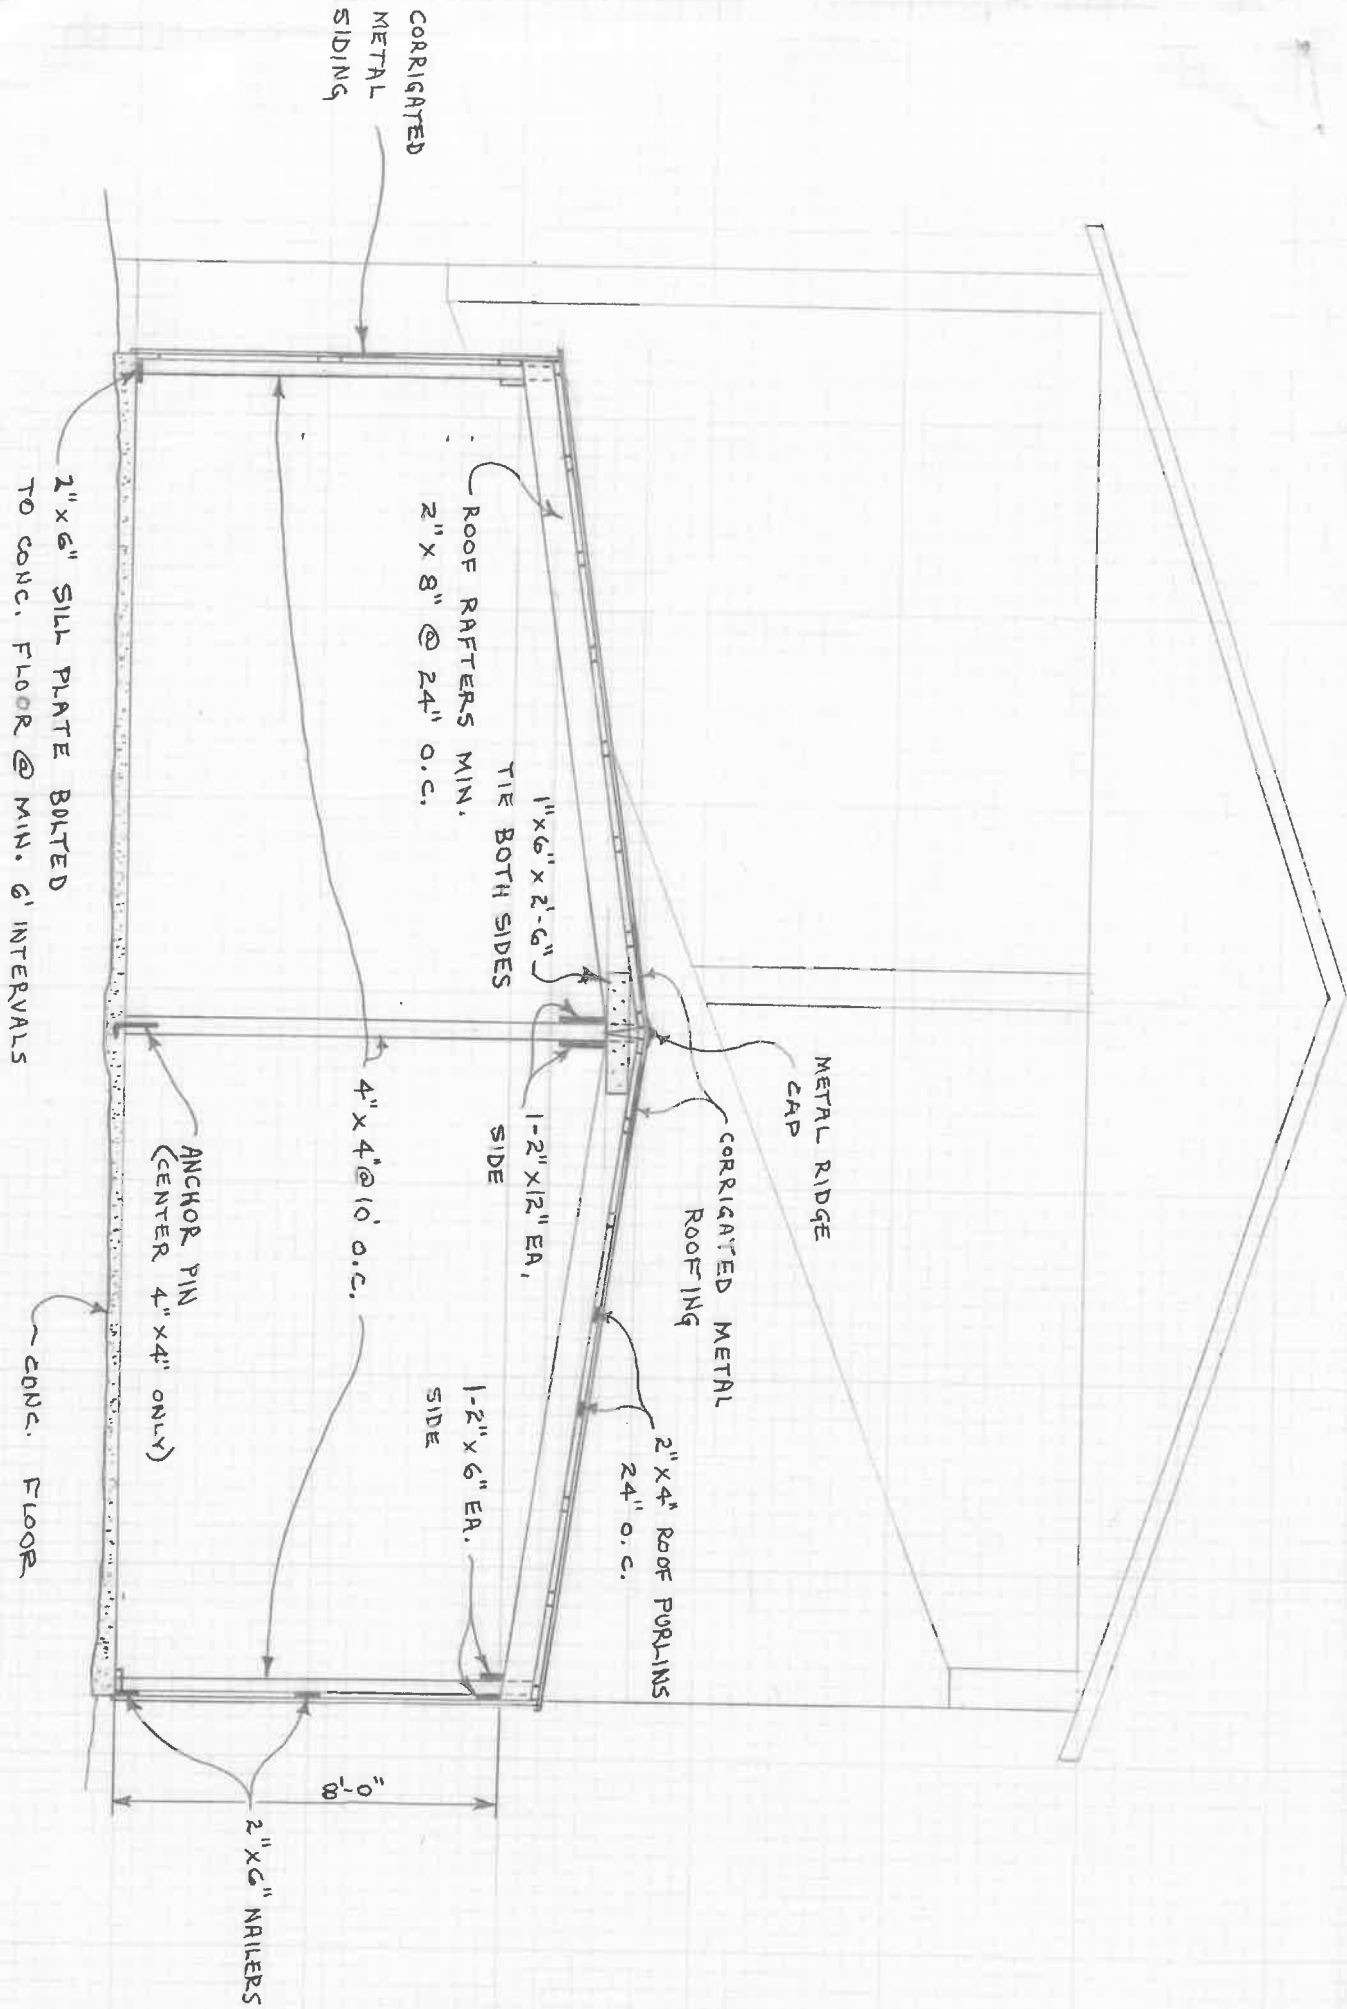 METAL RIDGE
CAP
CORRIGATED METAL
ROOFING
2"x4" ROOF PURLINS
24" O.C.
1"x6"x2'-6"
TIE BOTH SIDES
ROOF RAFTERS MIN.
2"x8" @ 24" O.C.
1-2"x12" EA.
SIDE
1-2"x6" EA.
SIDE
CORRIGATED
METAL
SIDING
4"x4"@10' O.C.
8'-0"
2"x6" NAILERS
ANCHOR PIN
(CENTER 4"x4" ONLY)
2"x6" SILL PLATE BOLTED
TO CONC. FLOOR @ MIN. 6' INTERVALS
CONC. FLOOR